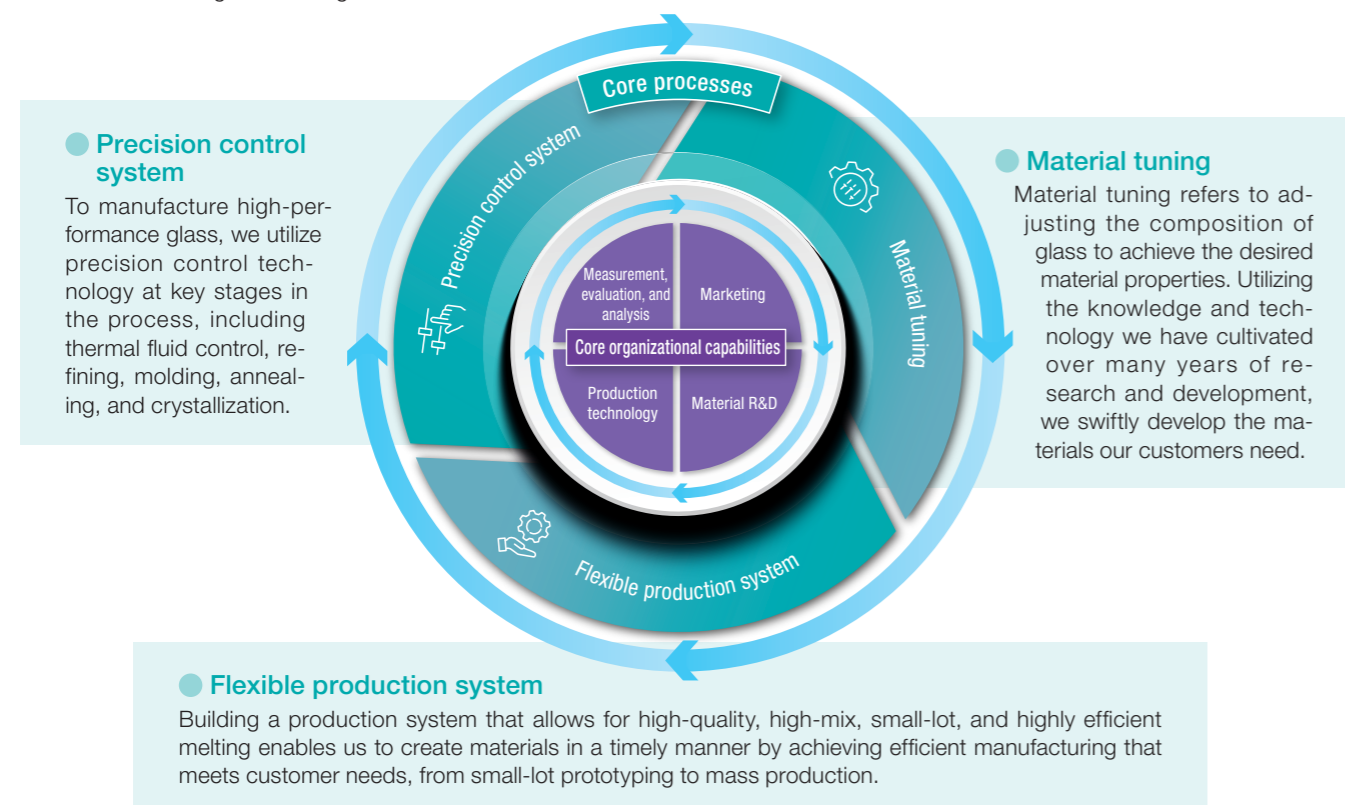 Core processes
Precision control system
Material tuning
Flexible production system
Measurement,
evaluation, and
analysis
Marketing
Core organizational capabilities
Production
technology
Material R&D
Precision control
system
To manufacture high-per-
formance glass, we utilize
precision control tech-
nology at key stages in
the process, including
thermal fluid control, re-
fining, molding, anneal-
ing, and crystallization.
Material tuning
Material tuning refers to ad-
justing the composition of
glass to achieve the desired
material properties. Utilizing
the knowledge and tech-
nology we have cultivated
over many years of re-
search and development,
we swiftly develop the ma-
terials our customers need.
Flexible production system
Building a production system that allows for high-quality, high-mix, small-lot, and highly efficient
melting enables us to create materials in a timely manner by achieving efficient manufacturing that
meets customer needs, from small-lot prototyping to mass production.